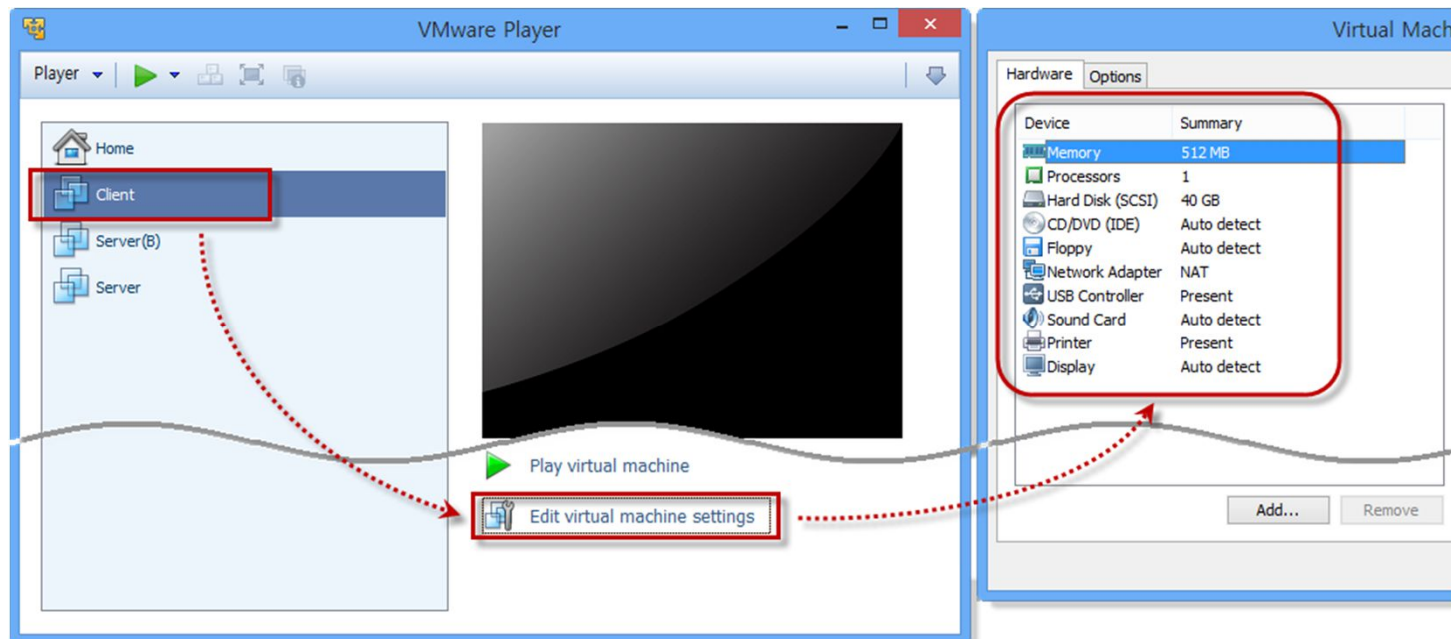 VMware Player
Player
Home
Client
Server(B)
Server
Play virtual machine
Edit virtual machine settings
Virtual Mach
Hardware Options
Device Summary
Memory 512 MB
Processors 1
Hard Disk (SCSI) 40 GB
CD/DVD (IDE) Auto detect
Floppy Auto detect
Network Adapter NAT
USB Controller Present
Sound Card Auto detect
Printer Present
Display Auto detect
Add... Remove